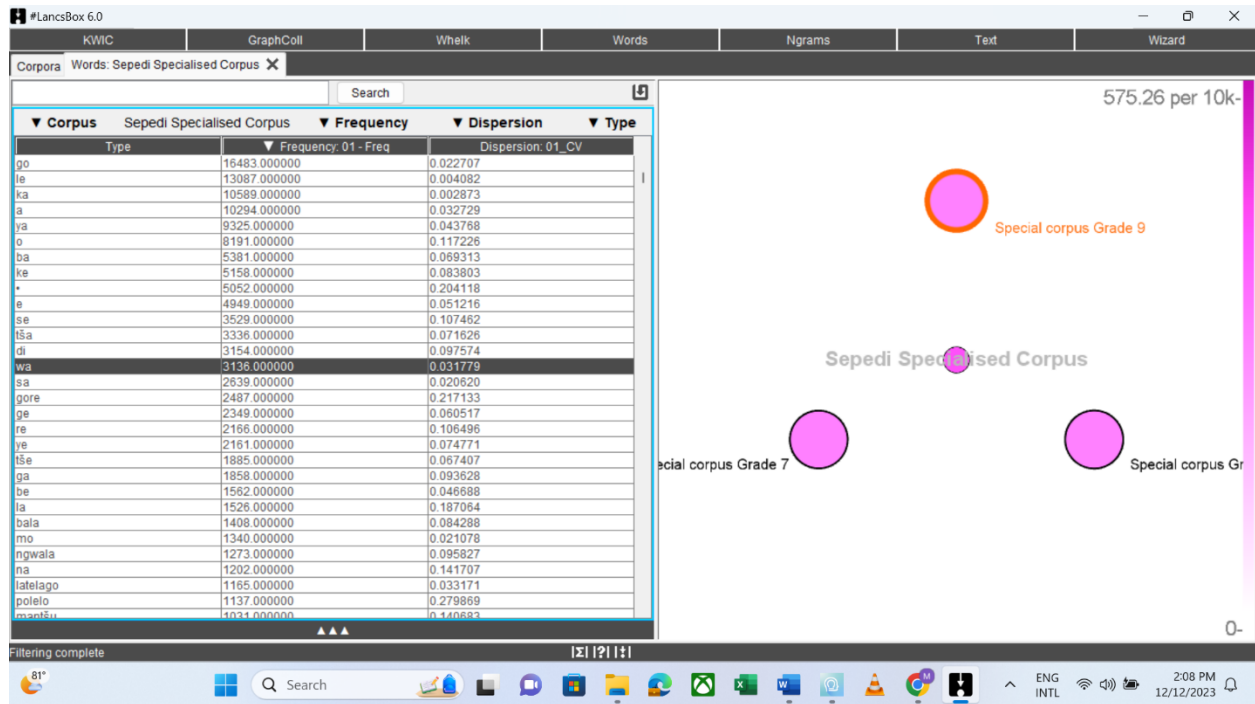 #LancsBox 6.0
KWIC GraphColl Whelk Words Ngrams Text Wizard
Corpora Words: Sepedi Specialised Corpus
Search
▼ Corpus Sepedi Specialised Corpus ▼ Frequency ▼ Dispersion ▼ Type
Type ▼ Frequency: 01 - Freq Dispersion: 01_CV
go 16483.000000 0.022707
le 13087.000000 0.004082
ka 10589.000000 0.002873
a 10294.000000 0.032729
ya 9325.000000 0.043768
o 8191.000000 0.117226
ba 5381.000000 0.069313
ke 5158.000000 0.083803
• 5052.000000 0.204118
e 4949.000000 0.051216
se 3529.000000 0.107462
tša 3336.000000 0.071626
di 3154.000000 0.097574
wa 3136.000000 0.031779
sa 2639.000000 0.020620
gore 2487.000000 0.217133
ge 2349.000000 0.060517
re 2166.000000 0.106496
ye 2161.000000 0.074771
tše 1885.000000 0.067407
ga 1858.000000 0.093628
be 1562.000000 0.046688
la 1526.000000 0.187064
bala 1408.000000 0.084288
mo 1340.000000 0.021078
ngwala 1273.000000 0.095827
na 1202.000000 0.141707
latelago 1165.000000 0.033171
polelo 1137.000000 0.279869
mantšu 1031.000000 0.140683
▲▲▲
575.26 per 10k-
Special corpus Grade 9
Sepedi Specialised Corpus
ecial corpus Grade 7
Special corpus Gr
0-
Filtering complete |Σ| |?| |‡|
81° Search ENG INTL 2:08 PM
12/12/2023